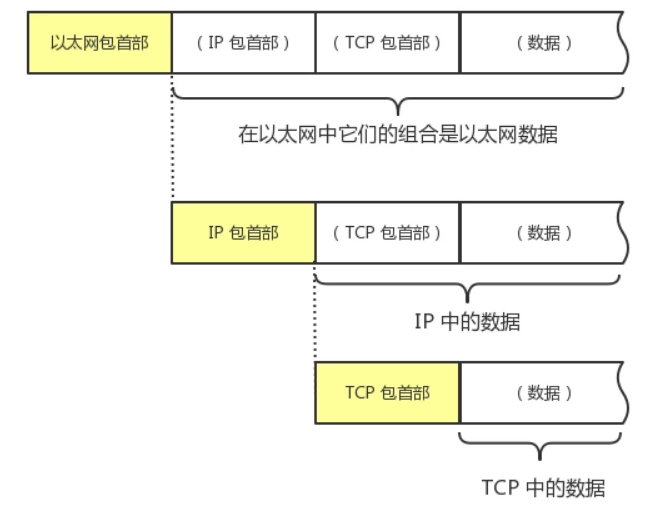 以太网包首部 （IP 包首部） （TCP 包首部） （数据）
在以太网中它们的组合是以太网数据
IP 包首部 （TCP 包首部） （数据）
IP 中的数据
TCP 包首部 （数据）
TCP 中的数据